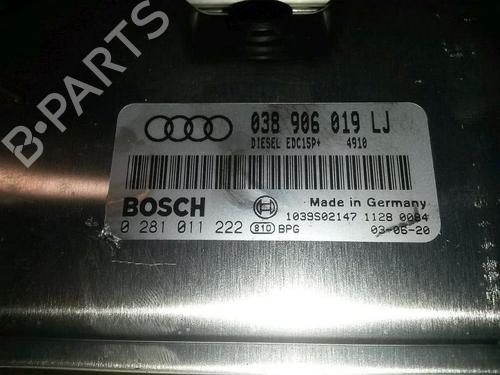 B-PARTS
038 906 019 LJ
DIESEL EDC15P+ 4910
BOSCH
Made in Germany
1039S02147 1128 0084
0 281 011 222 810 BPG 03-06-20